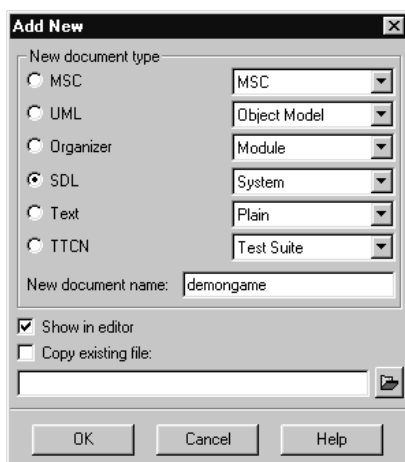 Add New
New document type
MSC MSC
UML Object Model
Organizer Module
SDL System
Text Plain
TTCN Test Suite
New document name: demongame
Show in editor
Copy existing file:
OK Cancel Help